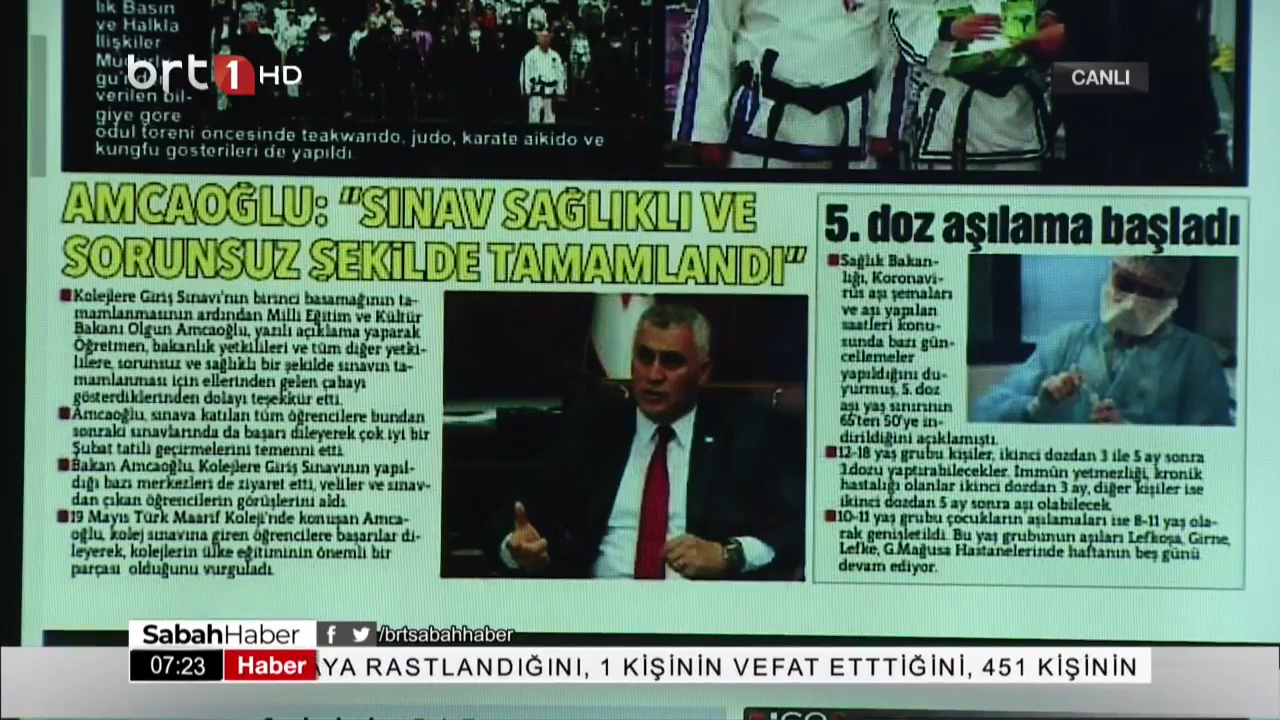 lik Basın
ve Halkla
İlişkiler
verilen bil-
giye göre
ödül töreni öncesinde teakwando, judo, karate aikido ve
kungfu gösterileri de yapıldı.
brt 1 HD
CANLI
AMCAOĞLU: "SINAV SAĞLIKLI VE
SORUNSUZ ŞEKİLDE TAMAMLANDI"
Kolejlere Giriş Sınavı'nın birinci basamağının ta-
mamlanmasının ardından Milli Eğitim ve Kültür
Bakanı Olgun Amcaoğlu, yazılı açıklama yaparak
Öğretmen, bakanlık yetkilileri ve tüm diğer yetki-
lilere, sorunsuz ve sağlıklı bir şekilde sınavın ta-
mamlanması için ellerinden gelen çabayı
gösterdiklerinden dolayı teşekkür etti.
Amcaoğlu, sınava katılan tüm öğrencilere bundan
sonraki sınavlarında da başarı dileyerek çok iyi bir
Şubat tatili geçirmelerini temenni etti.
Bakan Amcaoğlu, Kolejlere Giriş Sınavının yapıl-
dığı bazı merkezleri de ziyaret etti, veliler ve sınav-
dan çıkan öğrencilerin görüşlerini aldı.
19 Mayıs Türk Maarif Koleji'nde konuşan Amca-
oğlu, kolej sınavına giren öğrencilere başarılar di-
leyerek, kolejlerin ülke eğitiminin önemli bir
parçası olduğunu vurguladı.
5. doz aşılama başladı
Sağlık Bakan-
lığı, Koronavi-
rüs aşı şemaları
ve aşı yapılan
saatleri konu-
sunda bazı gün-
cellemeler
yapıldığını du-
yurmuş, 5. doz
aşı yaş sınırının
65'ten 50'ye in-
dirildiğini açıklamıştı.
12-18 yaş grubu kişiler, ikinci dozdan 3 ile 5 ay sonra
3.dozu yaptırabilecekler. İmmün yetmezliği, kronik
hastalığı olanlar ikinci dozdan 3 ay, diğer kişiler ise
ikinci dozdan 5 ay sonra aşı olabilecek.
10-11 yaş grubu çocukların aşılamaları ise 8-11 yaş ola-
rak genişletildi. Bu yaş grubunun aşıları Lefkoşa, Girne,
Lefke, G.Mağusa Hastanelerinde haftanın beş günü
devam ediyor.
SabahHaber
/brtsabahhaber
07:23 Haber
AYA RASTLANDIĞINI, 1 KİŞİNİN VEFAT ETTTİĞİNİ, 451 KİŞİNİN